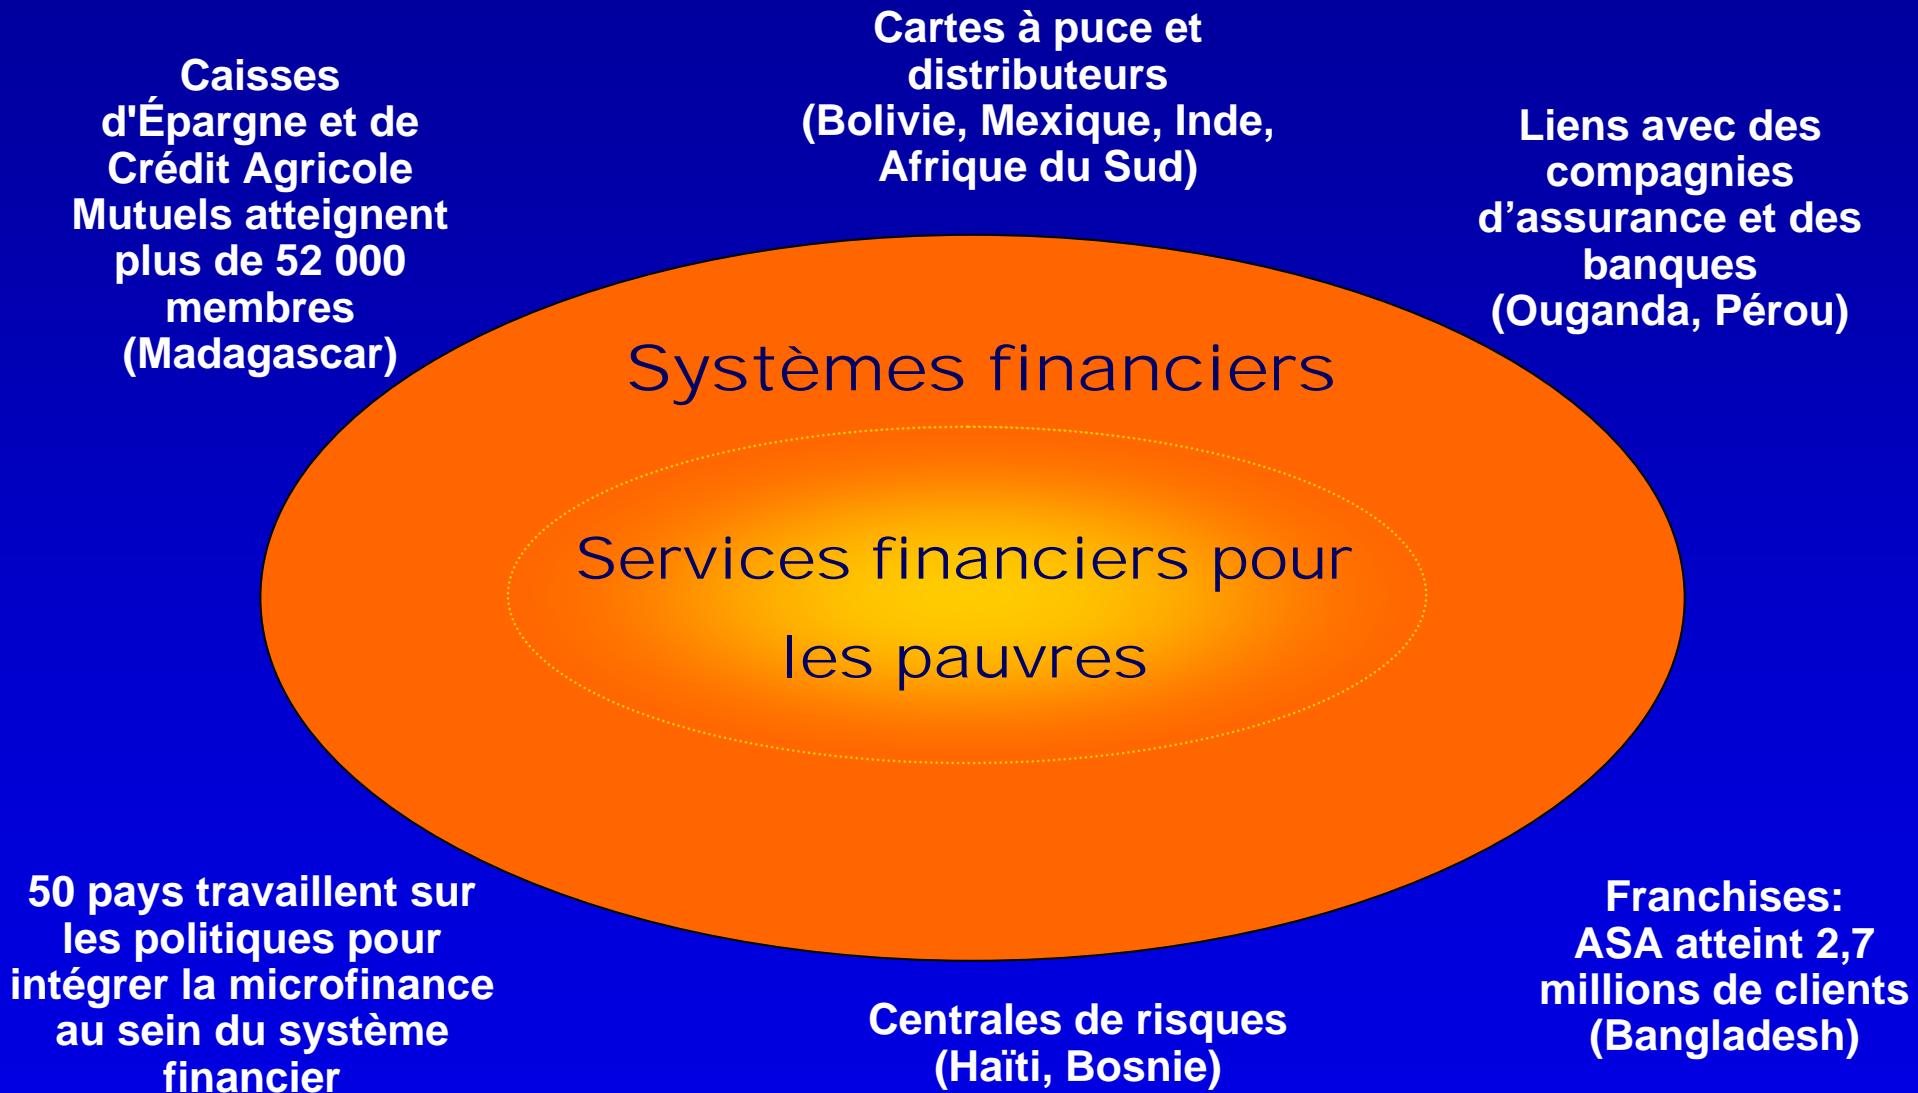 Caisses
d'Épargne et de
Crédit Agricole
Mutuels atteignent
plus de 52 000
membres
(Madagascar)
Cartes à puce et
distributeurs
(Bolivie, Mexique, Inde,
Afrique du Sud)
Liens avec des
compagnies
d’assurance et des
banques
(Ouganda, Pérou)
Systèmes financiers
Services financiers pour
les pauvres
50 pays travaillent sur
les politiques pour
intégrer la microfinance
au sein du système
financier
Centrales de risques
(Haïti, Bosnie)
Franchises:
ASA atteint 2,7
millions de clients
(Bangladesh)